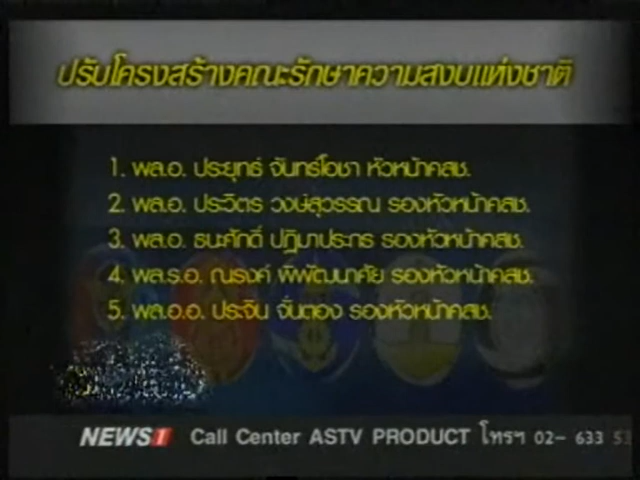 ปรับโครงสร้างคณะรักษาความสงบแห่งชาติ
1. พล.อ. ประยุทธ์ จันทร์โอชา หัวหน้าคสช.
2. พล.อ. ประวิตร วงษ์สุวรรณ รองหัวหน้าคสช.
3. พล.อ. ธนะศักดิ์ ปฏิมาประกร รองหัวหน้าคสช.
4. พล.ร.อ. ณรงค์ พิพัฒนาศัย รองหัวหน้าคสช.
5. พล.อ.อ. ประจิน จั่นตอง รองหัวหน้าคสช.
NEWS1 Call Center ASTV PRODUCT โทรฯ 02- 633